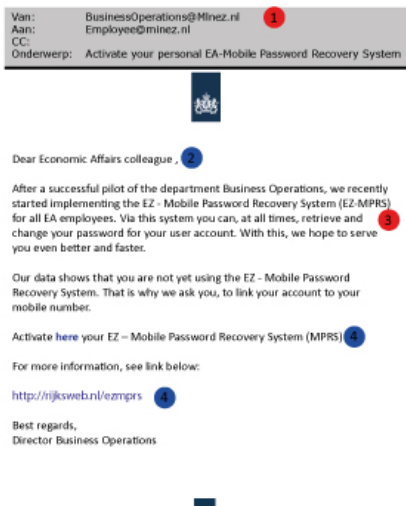 Van: BusinessOperations@MInez.nl 1
Aan: Employee@minez.nl
CC:
Onderwerp: Activate your personal EA-Mobile Password Recovery System
Dear Economic Affairs colleague , 2
After a successful pilot of the department Business Operations, we recently
started implementing the EZ - Mobile Password Recovery System (EZ-MPRS)
for all EA employees. Via this system you can, at all times, retrieve and 3
change your password for your user account. With this, we hope to serve
you even better and faster.
Our data shows that you are not yet using the EZ - Mobile Password
Recovery System. That is why we ask you, to link your account to your
mobile number.
Activate here your EZ – Mobile Password Recovery System (MPRS) 4
For more information, see link below:
http://rijksweb.nl/ezmprs 4
Best regards,
Director Business Operations